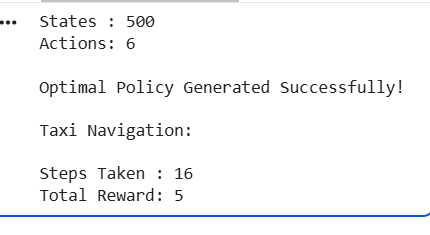 States : 500
Actions: 6
Optimal Policy Generated Successfully!
Taxi Navigation:
Steps Taken : 16
Total Reward: 5